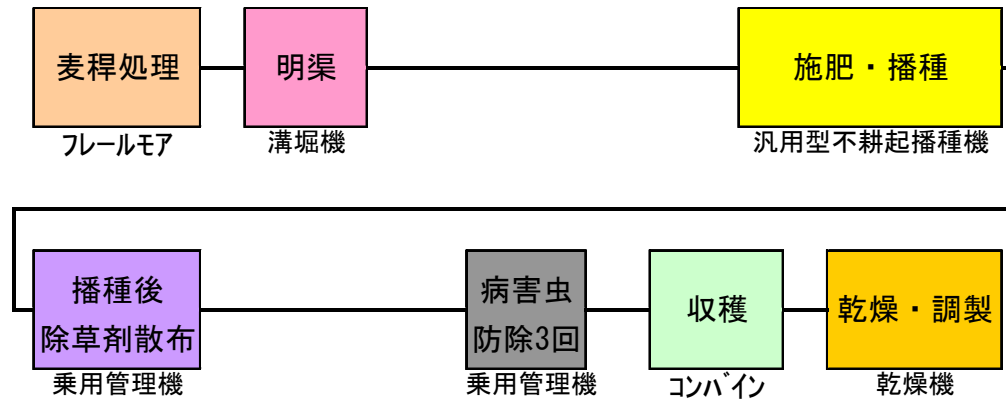 麦稈処理
明渠
施肥・播種
フレールモア
溝堀機
汎用型不耕起播種機
播種後
除草剤散布
病害虫
防除3回
収穫
乾燥・調製
乗用管理機
乗用管理機
コンバイン
乾燥機